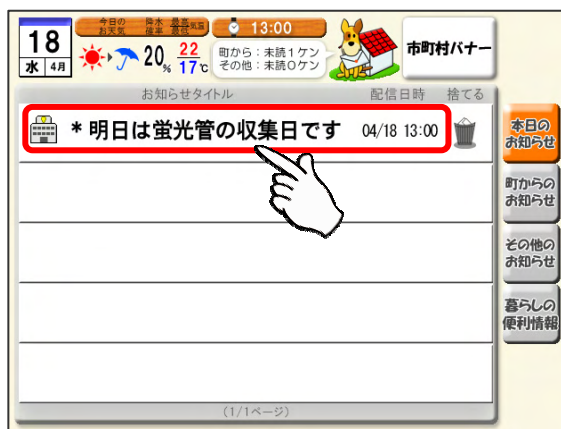 18
水 4月
今日の
お天気
降水
確率
最高
最低
気温
20%
22
17℃
13:00
町から：未読1ケン
その他：未読0ケン
市町村バナー
お知らせタイトル 配信日時 捨てる
*明日は蛍光管の収集日です 04/18 13:00
本日の
お知らせ
町からの
お知らせ
その他の
お知らせ
暮らしの
便利情報
(1/1ページ)